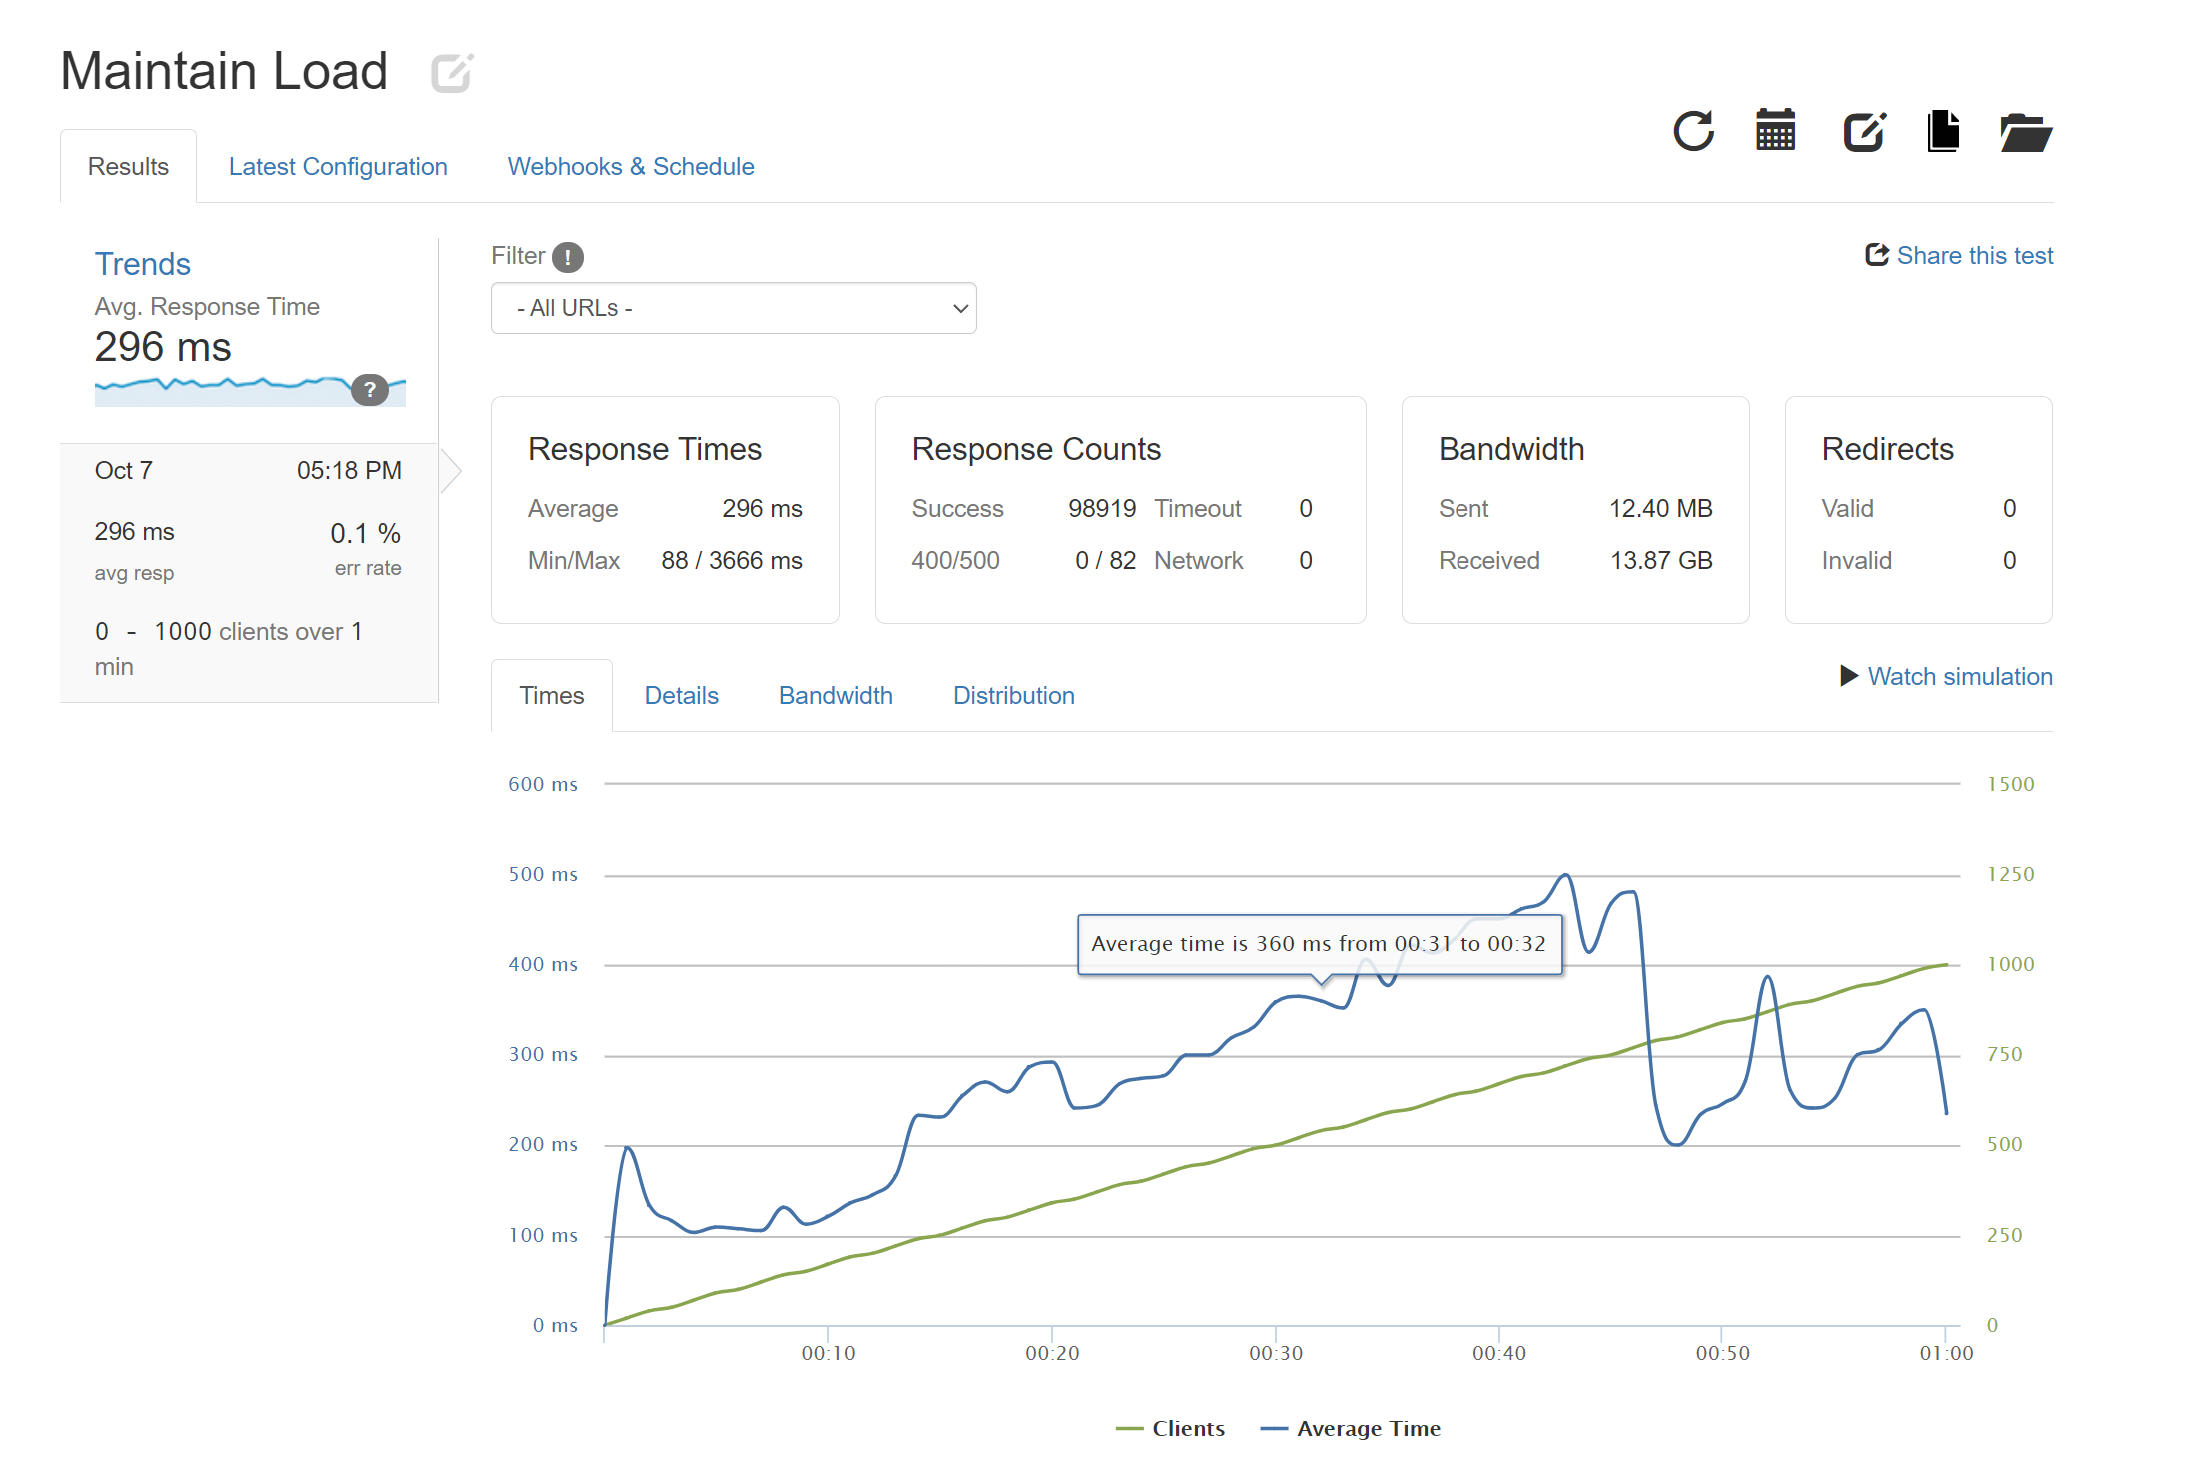 Maintain Load
Results
Latest Configuration
Webhooks & Schedule
Trends
Avg. Response Time
296 ms
?
Oct 7 05:18 PM
296 ms 0.1 %
avg resp err rate
0 - 1000 clients over 1
min
Filter !
- All URLs -
Share this test
Response Times
Average 296 ms
Min/Max 88 / 3666 ms
Response Counts
Success 98919 Timeout 0
400/500 0 / 82 Network 0
Bandwidth
Sent 12.40 MB
Received 13.87 GB
Redirects
Valid 0
Invalid 0
Times
Details
Bandwidth
Distribution
Watch simulation
600 ms 1500
500 ms 1250
Average time is 360 ms from 00:31 to 00:32
400 ms 1000
300 ms 750
200 ms 500
100 ms 250
0 ms 0
00:10 00:20 00:30 00:40 00:50 01:00
Clients Average Time